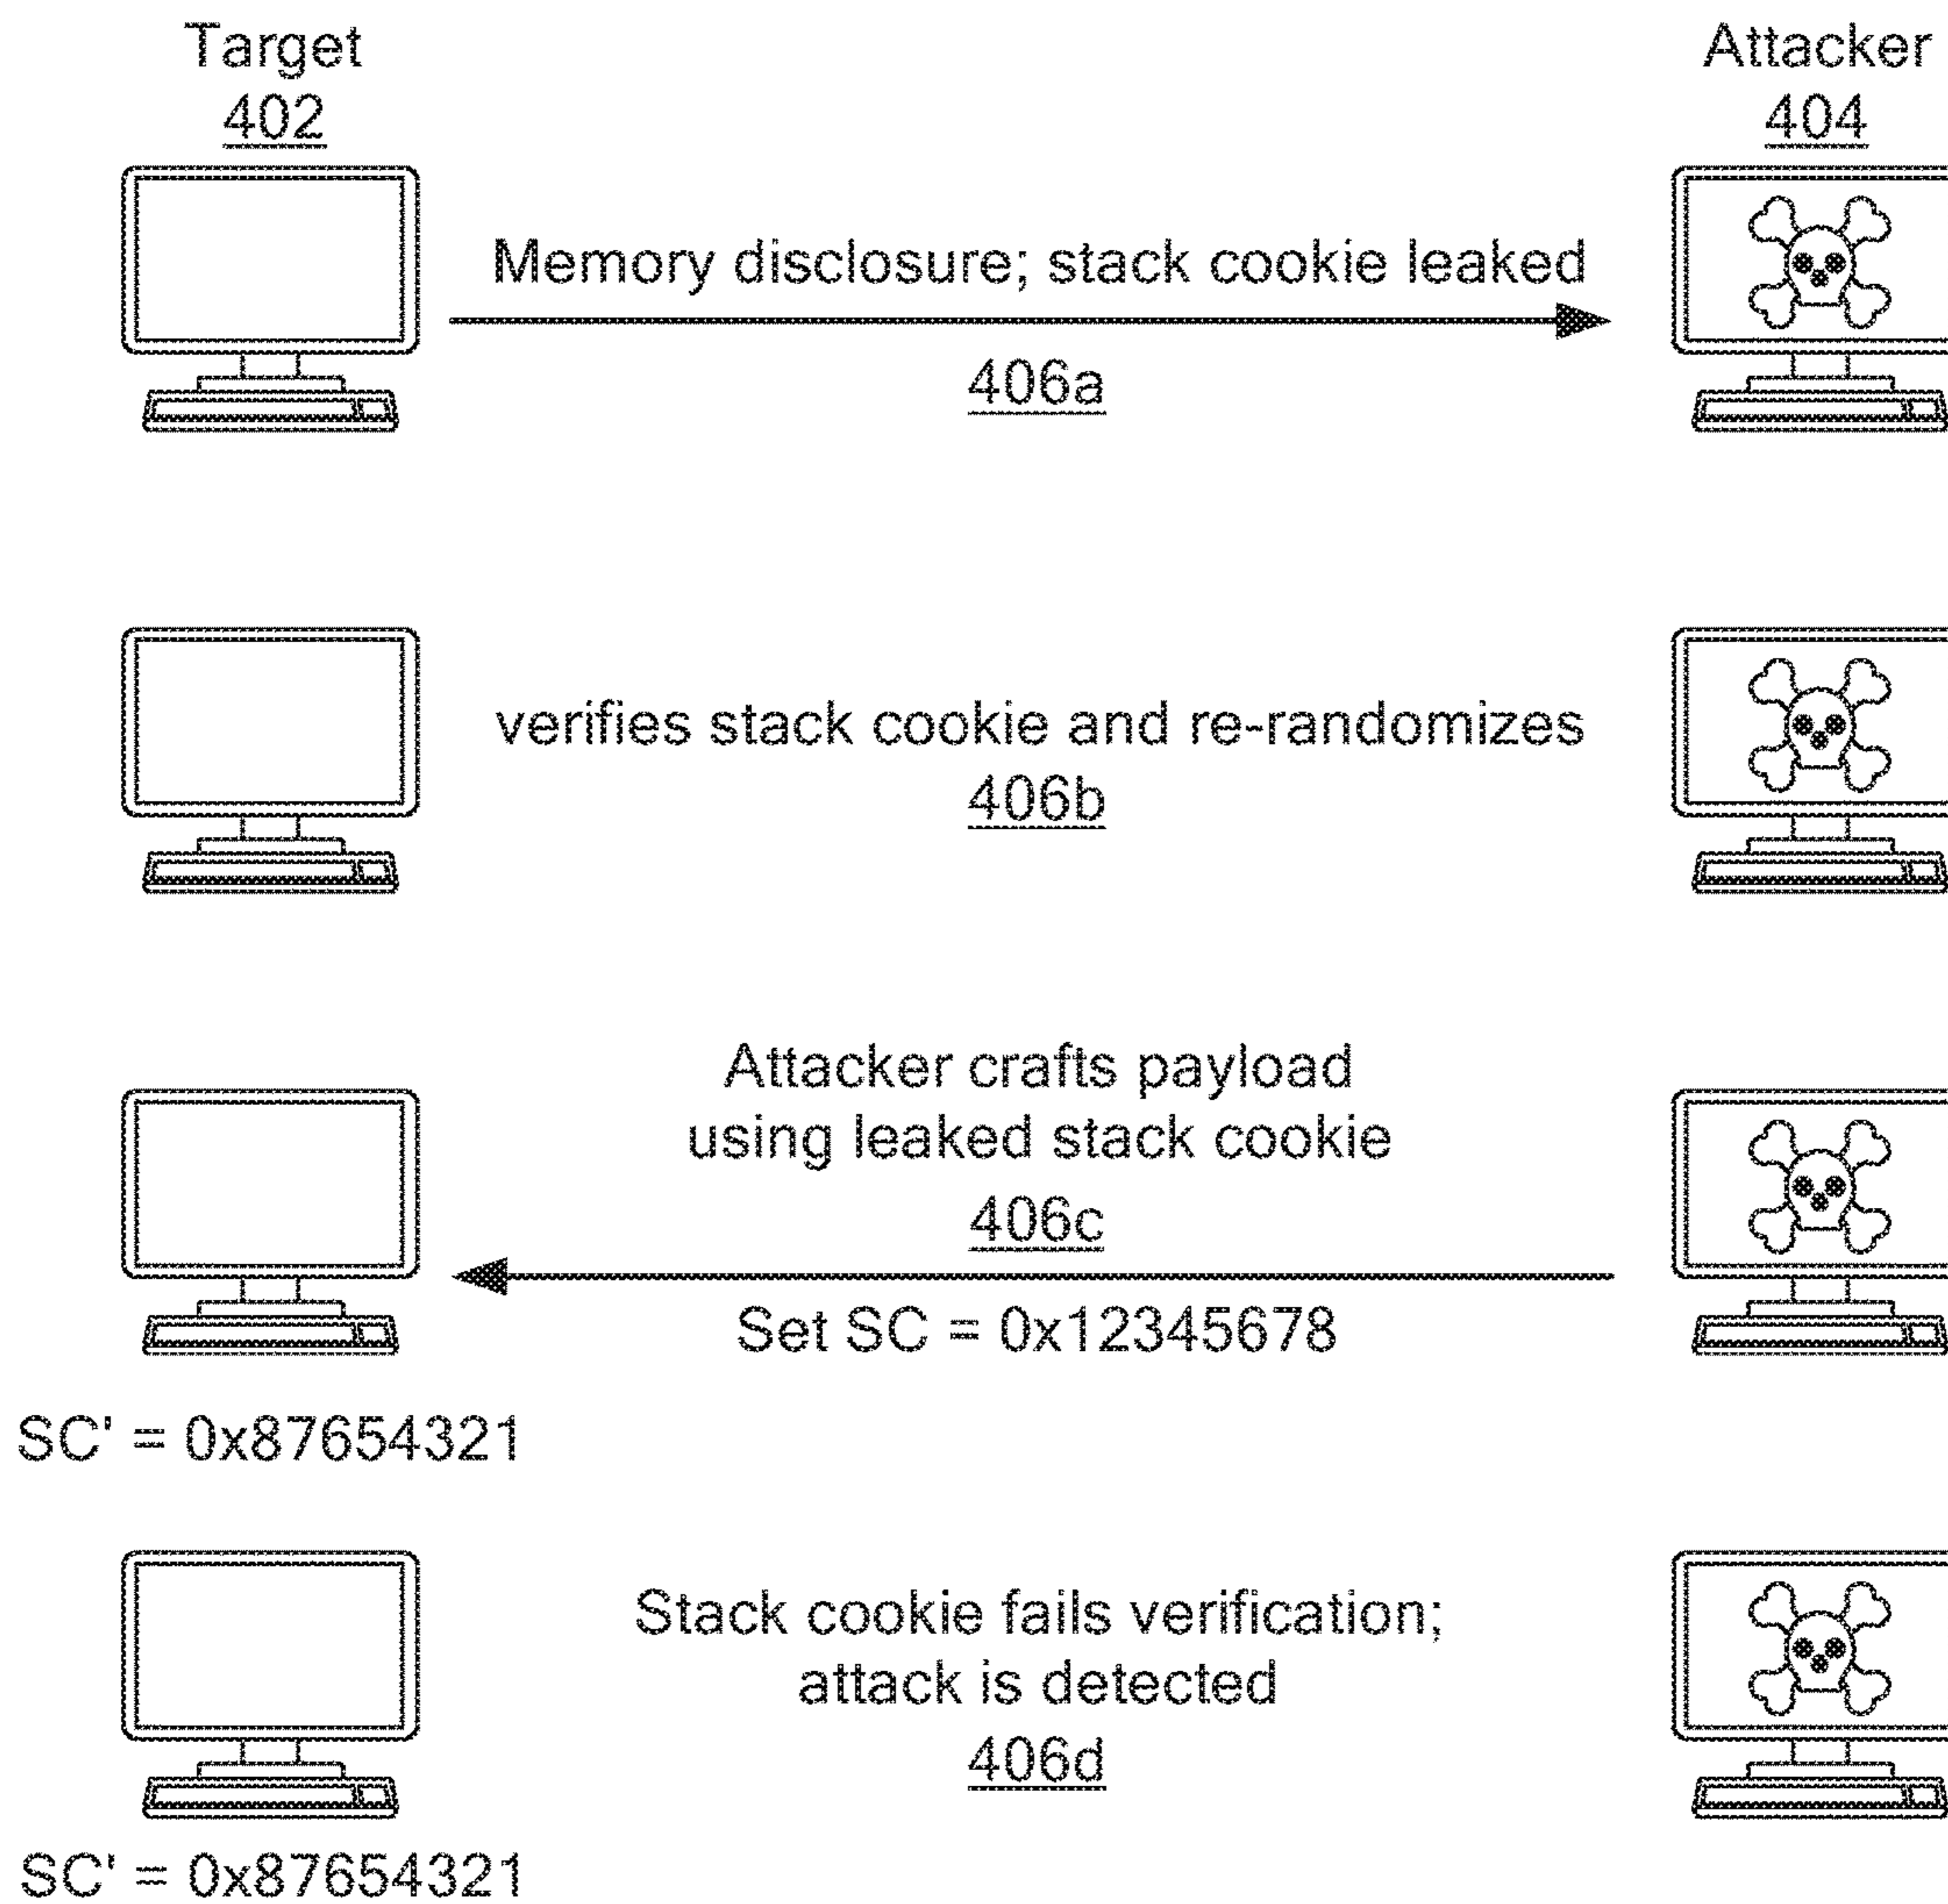 Target
402
Attacker
404
Memory disclosure; stack cookie leaked
406a
verifies stack cookie and re-randomizes
406b
Attacker crafts payload
using leaked stack cookie
406c
Set SC = 0x12345678
SC' = 0x87654321
Stack cookie fails verification;
attack is detected
406d
SC' = 0x87654321